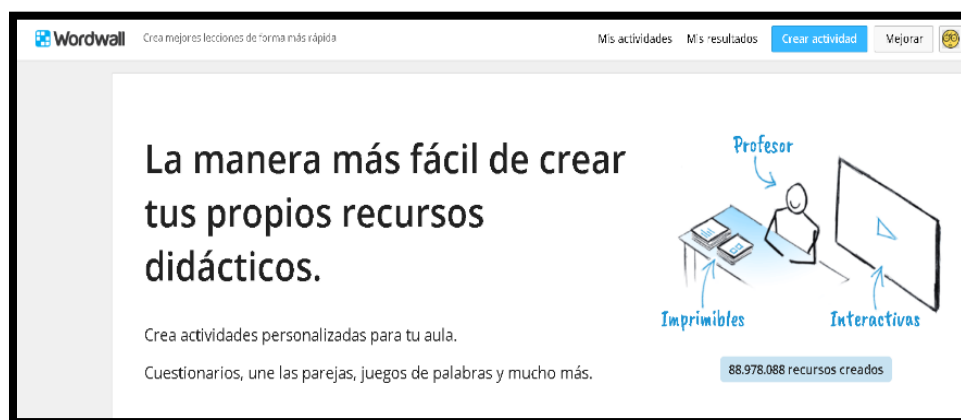 Wordwall Crea mejores lecciones de forma más rápida Mis actividades Mis resultados Crear actividad Mejorar
La manera más fácil de crear
tus propios recursos
didácticos.
Crea actividades personalizadas para tu aula.
Cuestionarios, une las parejas, juegos de palabras y mucho más.
Profesor
Imprimibles
Interactivas
88.978.088 recursos creados